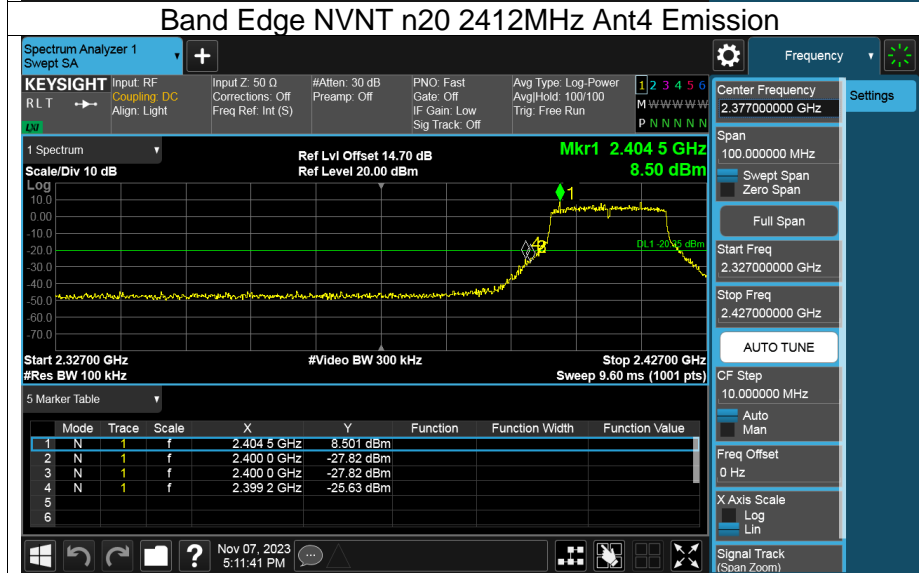 Band Edge NVNT n20 2412MHz Ant4 Emission
Spectrum Analyzer 1
Swept SA
+
Frequency
KEYSIGHT
RLT
LXI
Input: RF
Coupling: DC
Align: Light
Input Z: 50 Ω
Corrections: Off
Freq Ref: Int (S)
#Atten: 30 dB
Preamp: Off
PNO: Fast
Gate: Off
IF Gain: Low
Sig Track: Off
Avg Type: Log-Power
Avg|Hold: 100/100
Trig: Free Run
1 2 3 4 5 6
M W W W W W
P N N N N N
1 Spectrum
Scale/Div 10 dB
Ref Lvl Offset 14.70 dB
Ref Level 20.00 dBm
Mkr1 2.404 5 GHz
8.50 dBm
Log
10.0
0.00
-10.0
-20.0
-30.0
-40.0
-50.0
-60.0
-70.0
1
DL1 -20.35 dBm
Start 2.32700 GHz
#Video BW 300 kHz
Stop 2.42700 GHz
#Res BW 100 kHz
Sweep 9.60 ms (1001 pts)
5 Marker Table
Mode Trace Scale X Y Function Function Width Function Value
1 N 1 f 2.404 5 GHz 8.501 dBm
2 N 1 f 2.400 0 GHz -27.82 dBm
3 N 1 f 2.400 0 GHz -27.82 dBm
4 N 1 f 2.399 2 GHz -25.63 dBm
5
6
?
Nov 07, 2023
5:11:41 PM
Center Frequency
2.377000000 GHz
Settings
Span
100.000000 MHz
Swept Span
Zero Span
Full Span
Start Freq
2.327000000 GHz
Stop Freq
2.427000000 GHz
AUTO TUNE
CF Step
10.000000 MHz
Auto
Man
Freq Offset
0 Hz
X Axis Scale
Log
Lin
Signal Track
(Span Zoom)